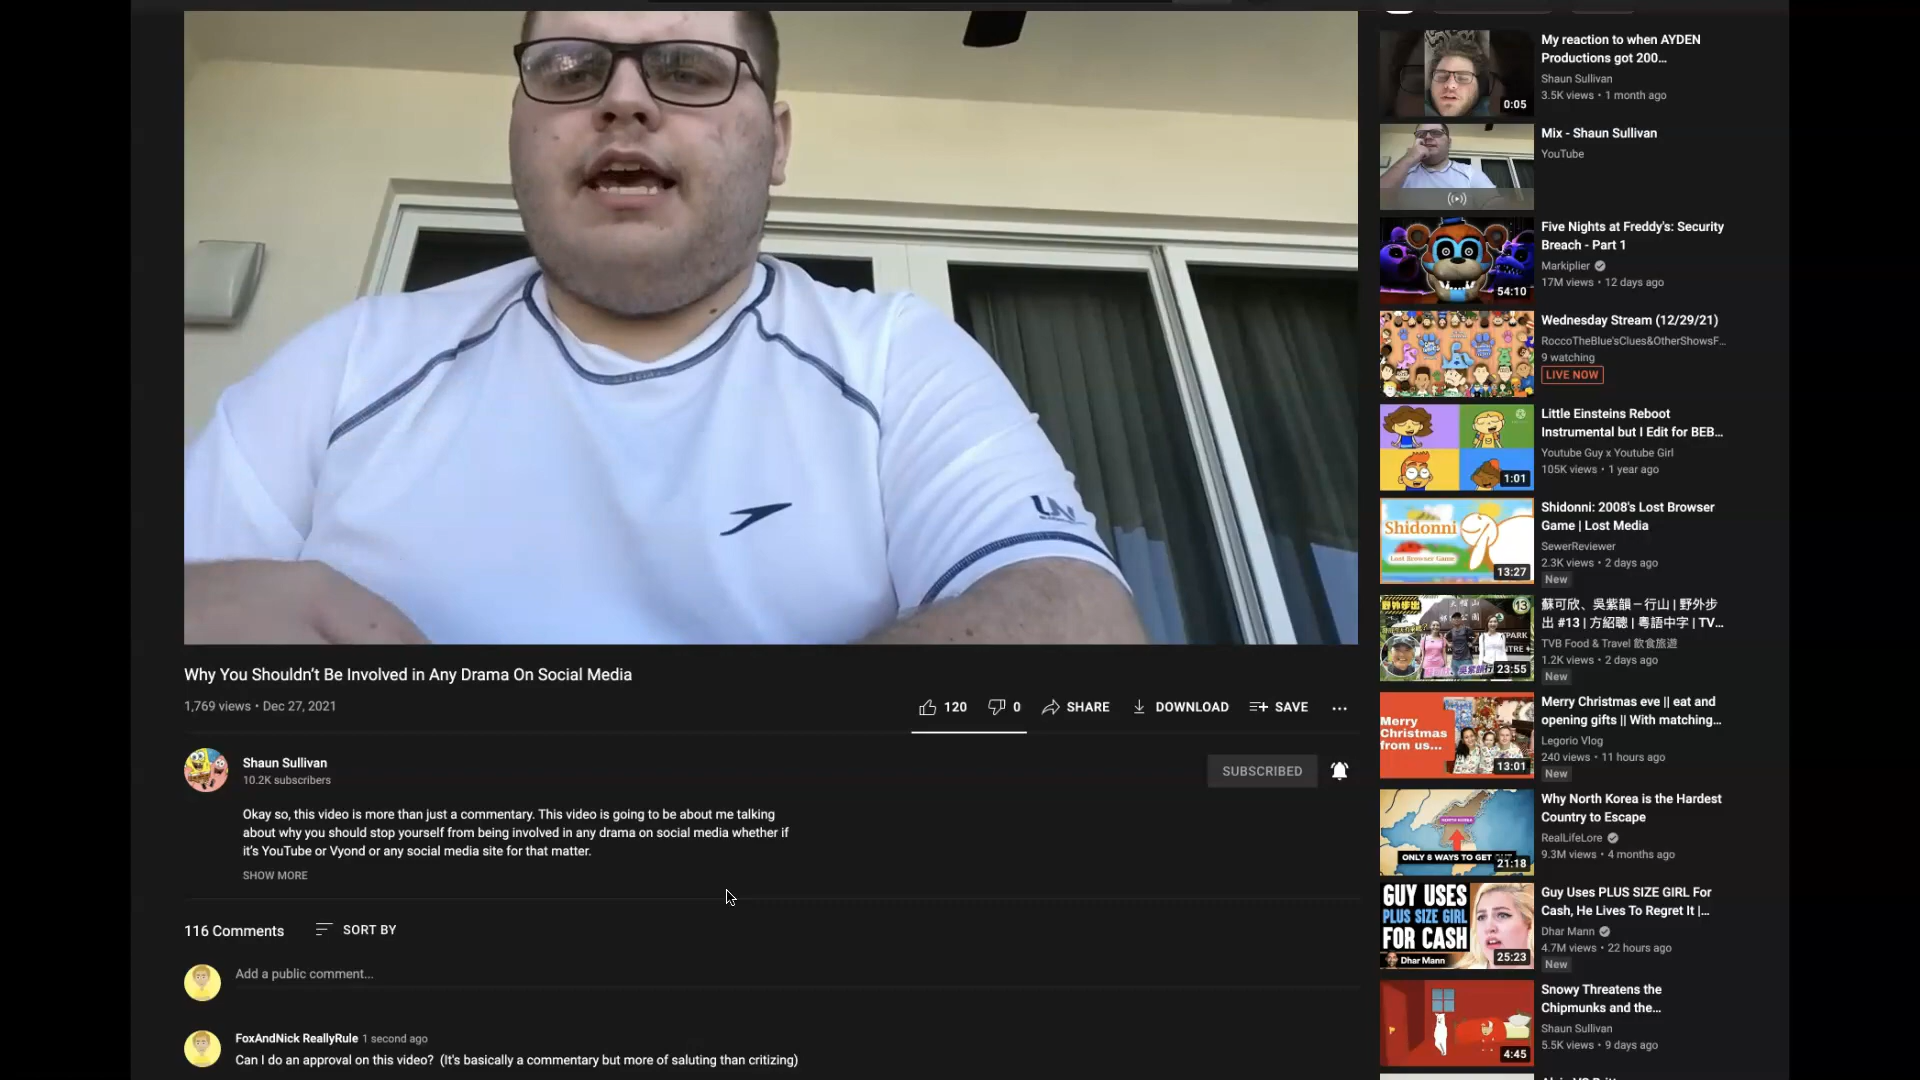 Why You Shouldn't Be Involved in Any Drama On Social Media
1,769 views • Dec 27, 2021
120
0
SHARE
DOWNLOAD
SAVE
Shaun Sullivan
10.2K subscribers
SUBSCRIBED
Okay so, this video is more than just a commentary. This video is going to be about me talking
about why you should stop yourself from being involved in any drama on social media whether if
it's YouTube or Vyond or any social media site for that matter.
SHOW MORE
116 Comments
SORT BY
Add a public comment...
FoxAndNick ReallyRule 1 second ago
Can I do an approval on this video? (It's basically a commentary but more of saluting than critizing)
My reaction to when AYDEN
Productions got 200...
Shaun Sullivan
3.5K views • 1 month ago
0:05
Mix - Shaun Sullivan
YouTube
Five Nights at Freddy's: Security
Breach - Part 1
Markiplier
17M views • 12 days ago
54:10
Wednesday Stream (12/29/21)
RoccoTheBlue'sClues&OtherShowsF...
9 watching
LIVE NOW
Little Einsteins Reboot
Instrumental but I Edit for BEB...
Youtube Guy x Youtube Girl
105K views • 1 year ago
1:01
Shidonni
Lost Browser Game
13:27
Shidonni: 2008's Lost Browser
Game | Lost Media
SewerReviewer
2.3K views • 2 days ago
New
13
PARK
23:55
蘇可欣、吳紫韻－行山 | 野外步
出 #13 | 方紹聰 | 粵語中字 | TV...
TVB Food & Travel 飲食旅遊
1.2K views • 2 days ago
New
Merry
Christmas
from us...
13:01
Merry Christmas eve || eat and
opening gifts || With matching...
Legorio Vlog
240 views • 11 hours ago
New
NORTH KOREA
ONLY 8 WAYS TO GET
21:18
Why North Korea is the Hardest
Country to Escape
RealLifeLore
9.3M views • 4 months ago
GUY USES
PLUS SIZE GIRL
FOR CASH
Dhar Mann
25:23
Guy Uses PLUS SIZE GIRL For
Cash, He Lives To Regret It |...
Dhar Mann
4.7M views • 22 hours ago
New
4:45
Snowy Threatens the
Chipmunks and the...
Shaun Sullivan
5.5K views • 9 days ago